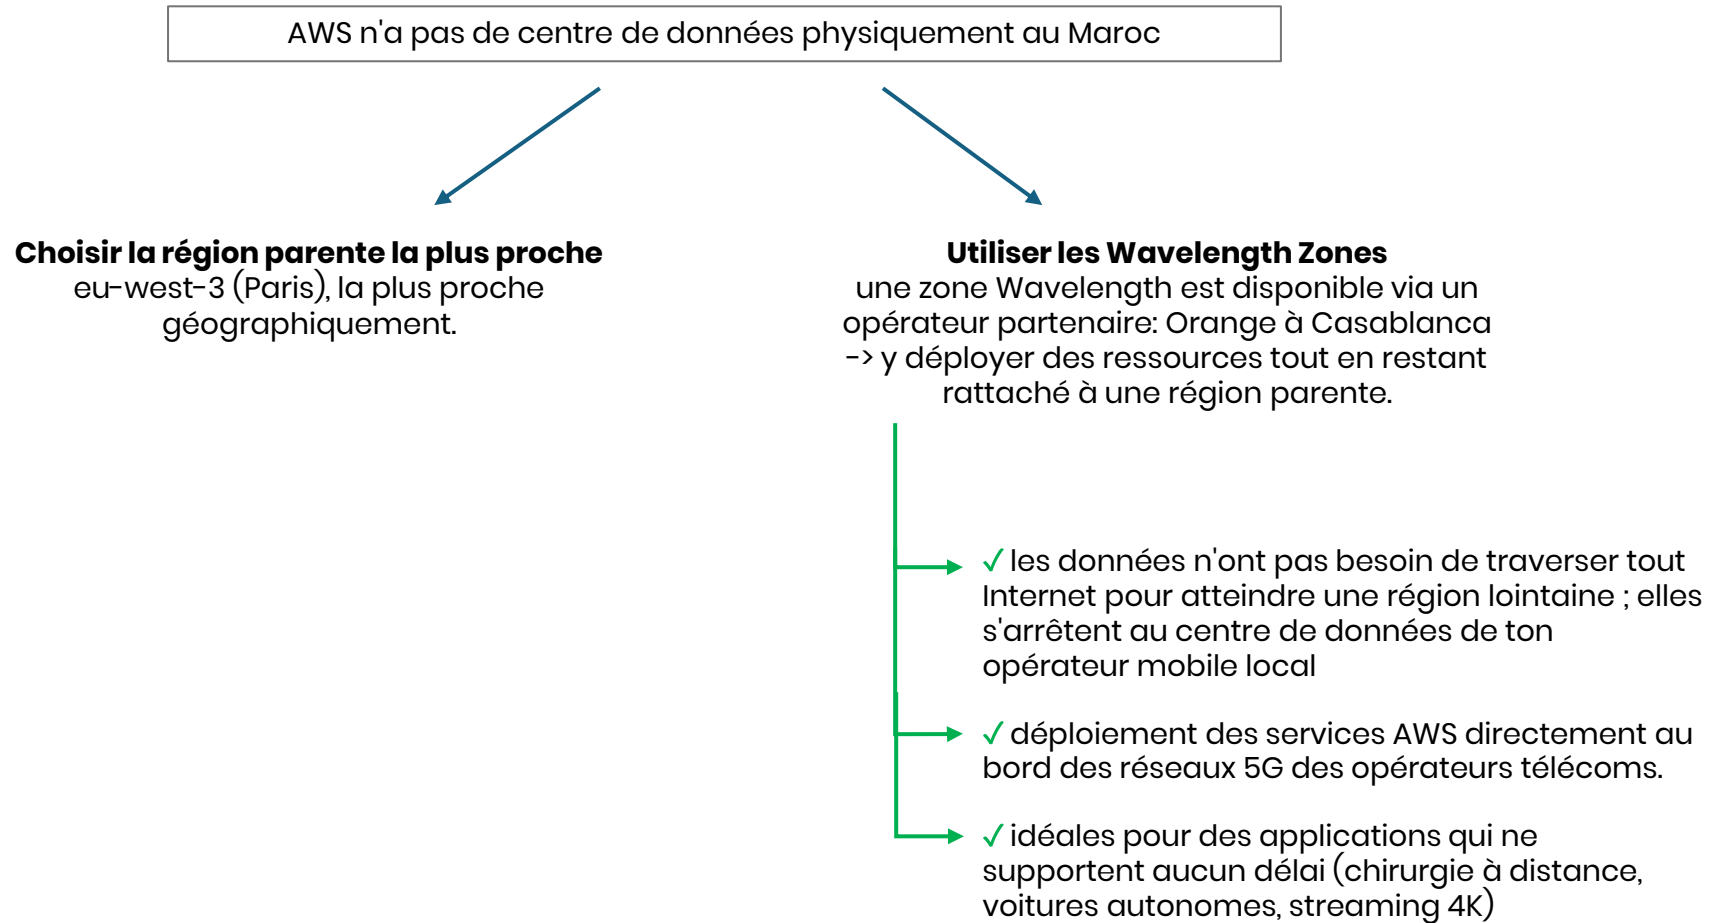 AWS n'a pas de centre de données physiquement au Maroc
Choisir la région parente la plus proche
eu-west-3 (Paris), la plus proche
géographiquement.
Utiliser les Wavelength Zones
une zone Wavelength est disponible via un
opérateur partenaire: Orange à Casablanca
-> y déployer des ressources tout en restant
rattaché à une région parente.
✓ les données n'ont pas besoin de traverser tout
Internet pour atteindre une région lointaine ; elles
s'arrêtent au centre de données de ton
opérateur mobile local
✓ déploiement des services AWS directement au
bord des réseaux 5G des opérateurs télécoms.
✓ idéales pour des applications qui ne
supportent aucun délai (chirurgie à distance,
voitures autonomes, streaming 4K)